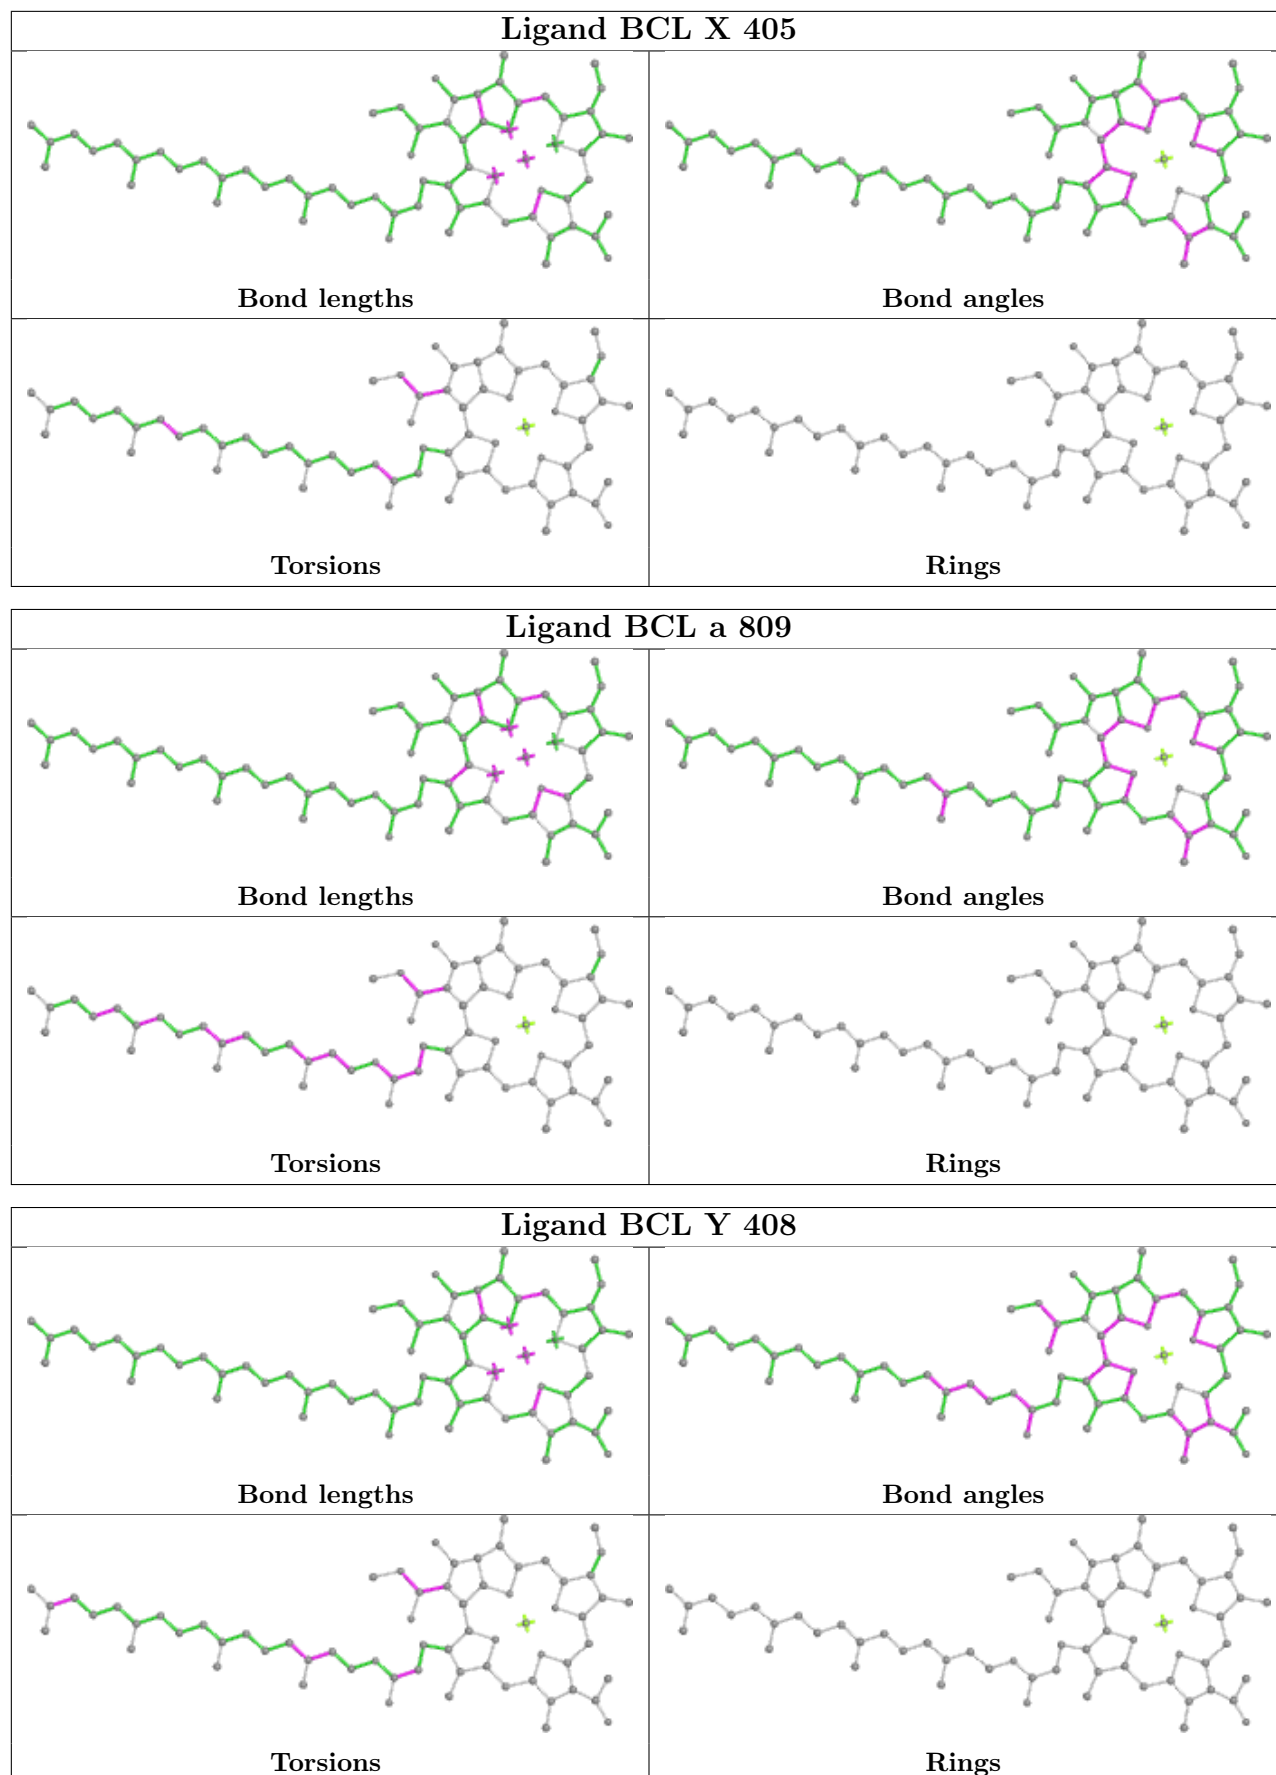 Ligand BCL X 405
Bond lengths
Bond angles
Torsions
Rings
Ligand BCL a 809
Bond lengths
Bond angles
Torsions
Rings
Ligand BCL Y 408
Bond lengths
Bond angles
Torsions
Rings